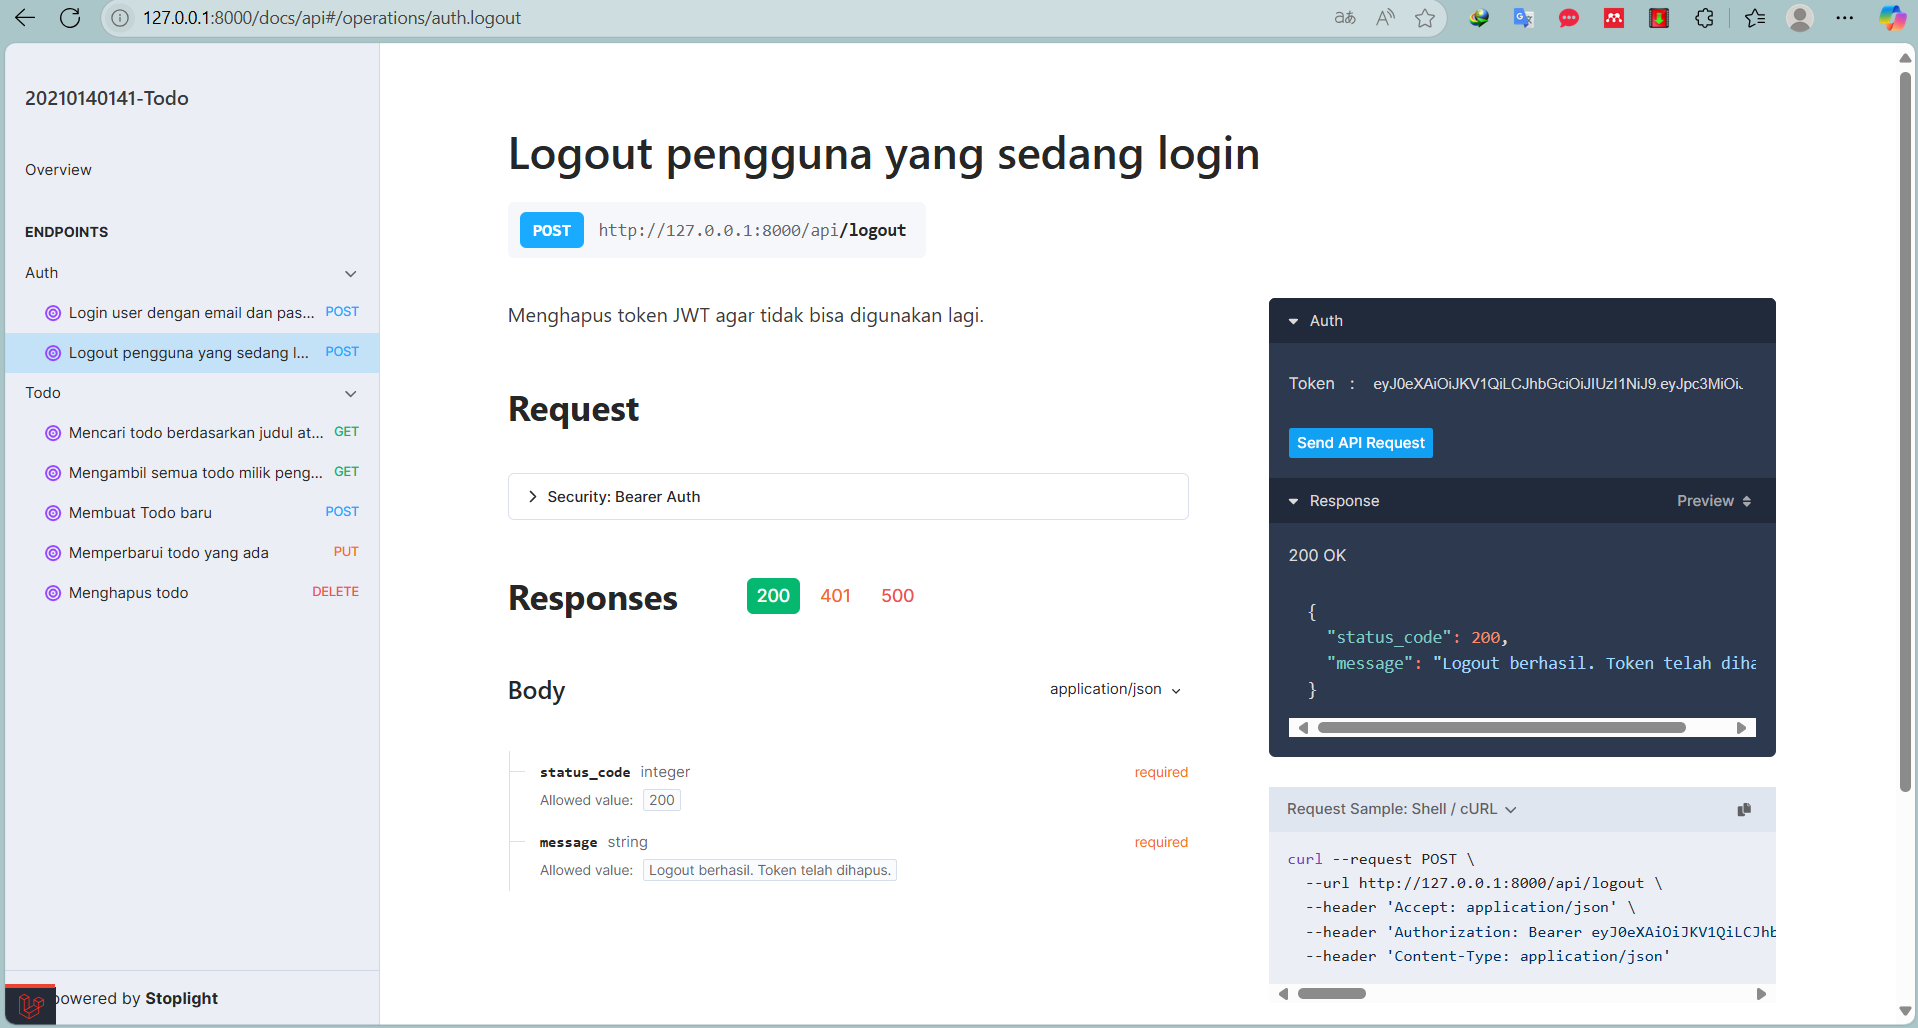 127.0.0.1:8000/docs/api#/operations/auth.logout
20210140141-Todo
Overview
ENDPOINTS
Auth
Login user dengan email dan pas... POST
Logout pengguna yang sedang l... POST
Todo
Mencari todo berdasarkan judul at... GET
Mengambil semua todo milik peng... GET
Membuat Todo baru POST
Memperbarui todo yang ada PUT
Menghapus todo DELETE
powered by Stoplight
Logout pengguna yang sedang login
POST http://127.0.0.1:8000/api/logout
Menghapus token JWT agar tidak bisa digunakan lagi.
Request
Security: Bearer Auth
Responses 200 401 500
Body application/json
status_code integer required
Allowed value: 200
message string required
Allowed value: Logout berhasil. Token telah dihapus.
Auth
Token : eyJ0eXAiOiJKV1QiLCJhbGciOiJIUzI1NiJ9.eyJpc3MiOiJ
Send API Request
Response Preview
200 OK
{
"status_code": 200,
"message": "Logout berhasil. Token telah diha
}
Request Sample: Shell / cURL
curl --request POST \
--url http://127.0.0.1:8000/api/logout \
--header 'Accept: application/json' \
--header 'Authorization: Bearer eyJ0eXAiOiJKV1QiLCJhb
--header 'Content-Type: application/json'